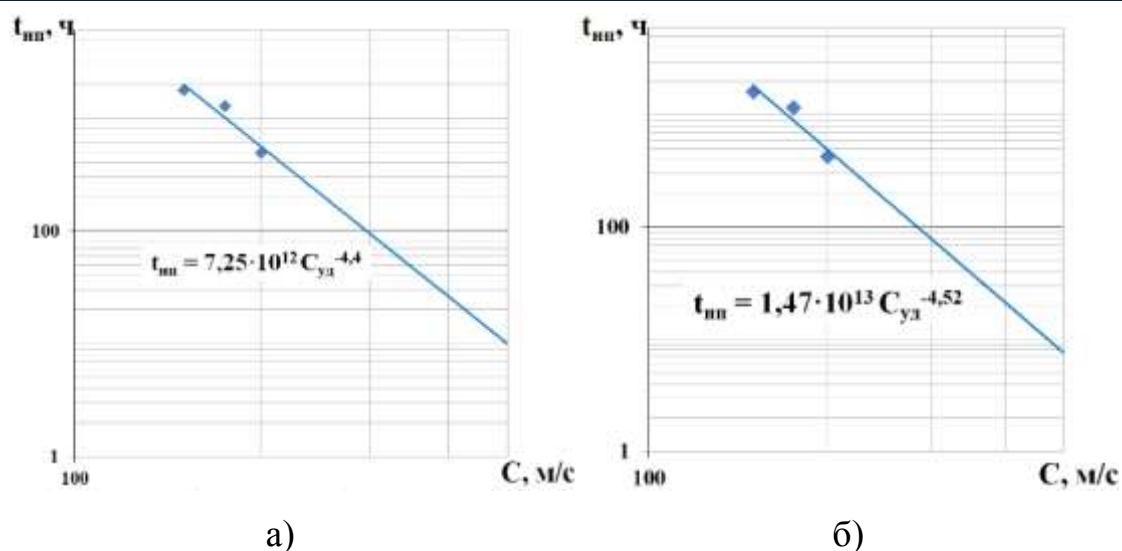 tнп, ч
100
tнп = 7,25·10¹² Cуд⁻⁴,⁴
1
100
C, м/с
а)
tнп, ч
100
tнп = 1,47·10¹³ Cуд⁻⁴,⁵²
1
100
C, м/с
б)